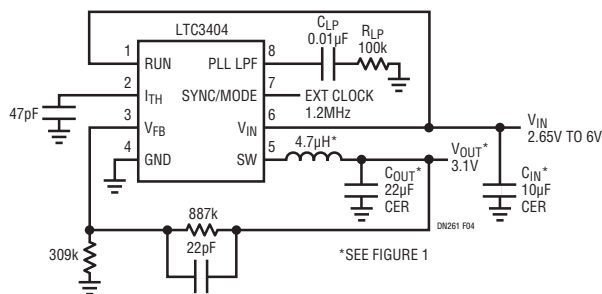 LTC3404
1
RUN
2
ITH
3
VFB
4
GND
8
PLL LPF
7
SYNC/MODE
6
VIN
5
SW
CLP
0.01µF
RLP
100k
EXT CLOCK
1.2MHz
47pF
4.7µH*
VIN
2.65V TO 6V
VOUT*
3.1V
COUT*
22µF
CER
CIN*
10µF
CER
DN261 F04
887k
22pF
309k
*SEE FIGURE 1